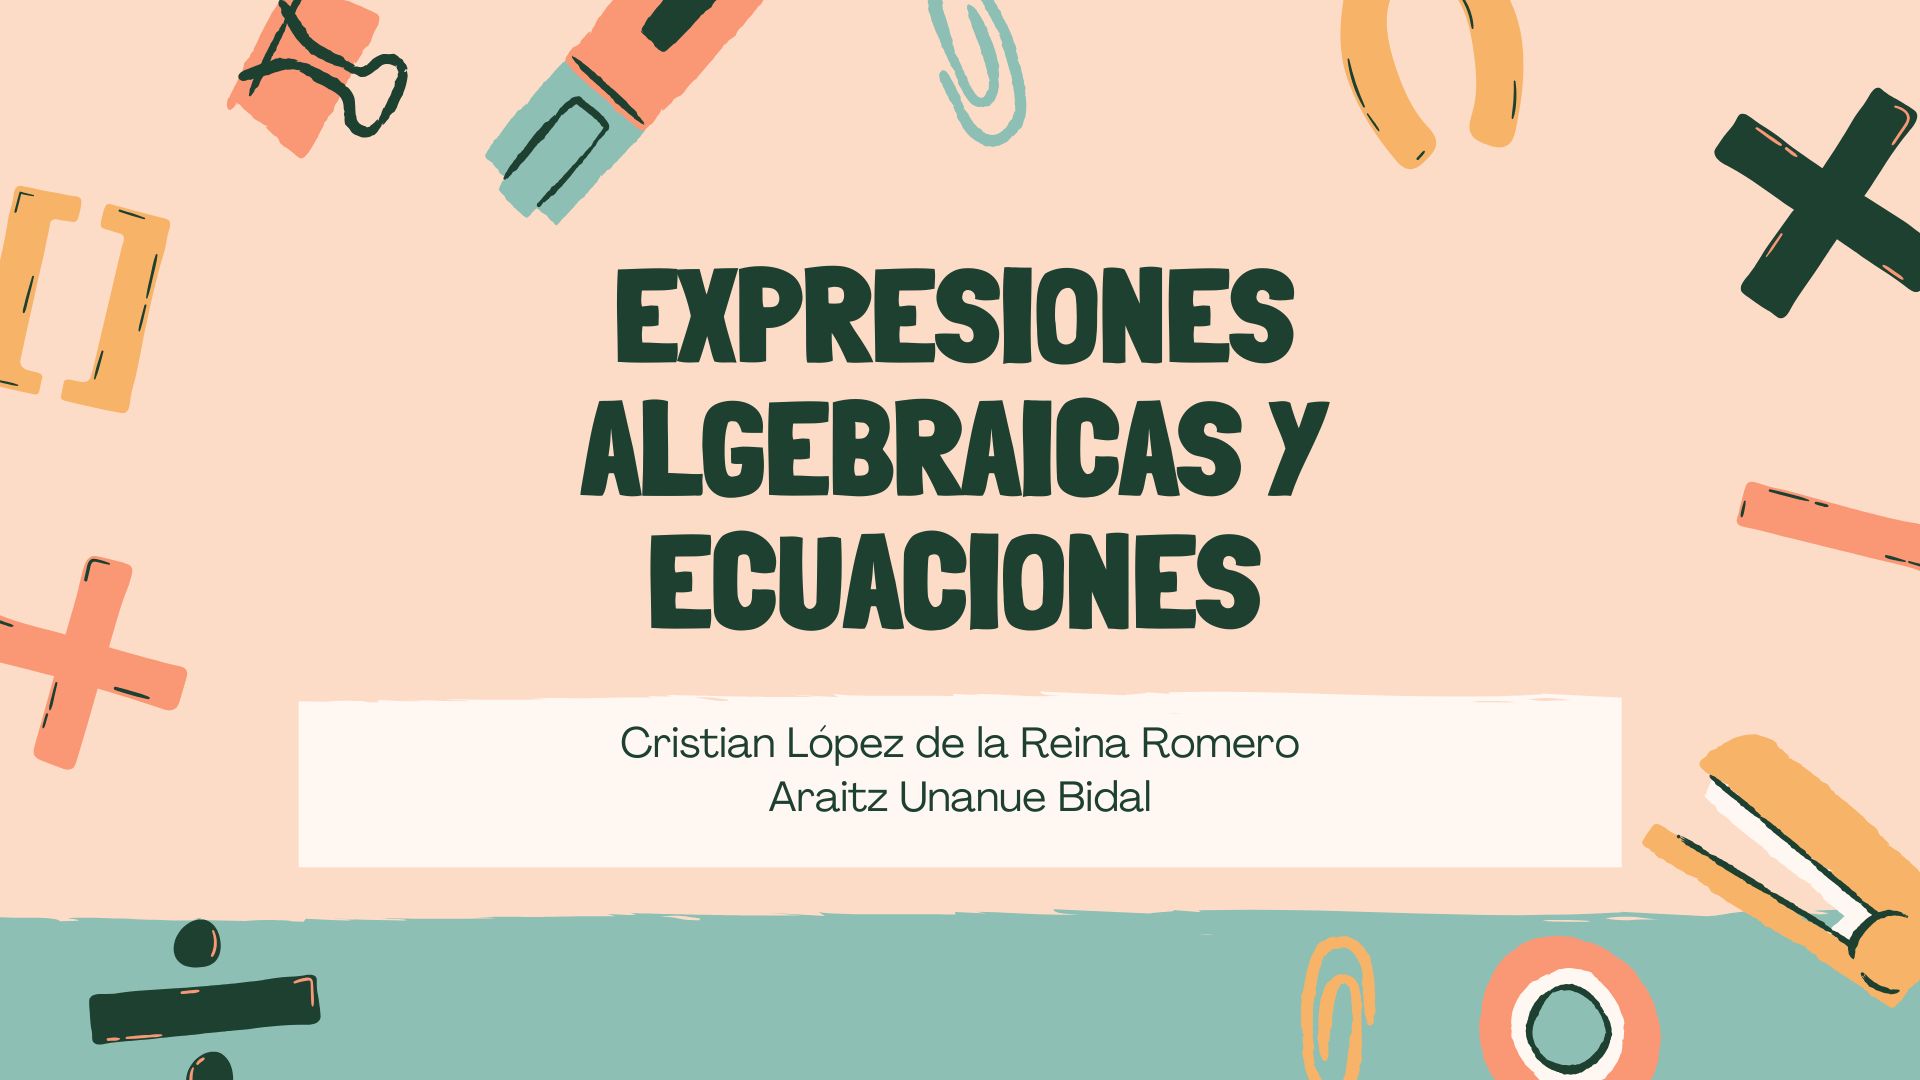 EXPRESIONES
ALGEBRAICAS Y
ECUACIONES
Cristian López de la Reina Romero
Araitz Unanue Bidal